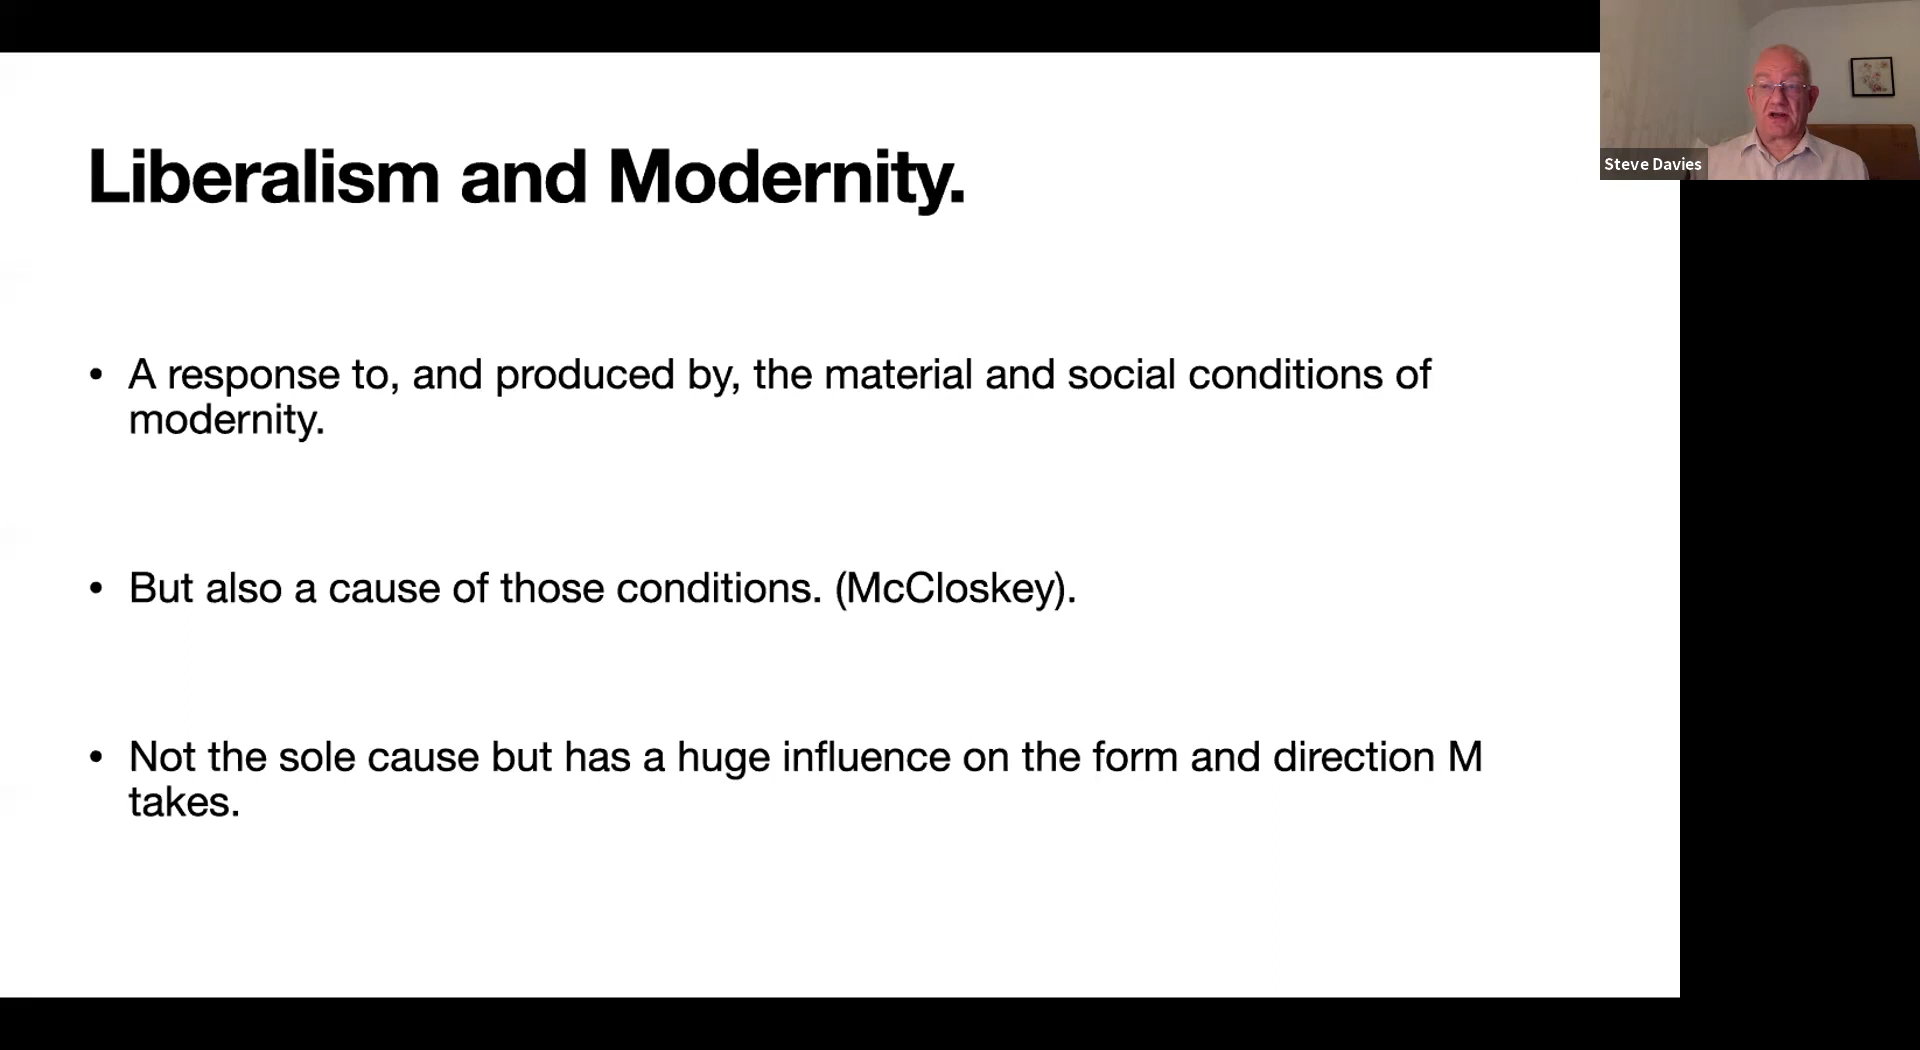 Liberalism and Modernity.
Steve Davies
• A response to, and produced by, the material and social conditions of
modernity.
• But also a cause of those conditions. (McCloskey).
• Not the sole cause but has a huge influence on the form and direction M
takes.